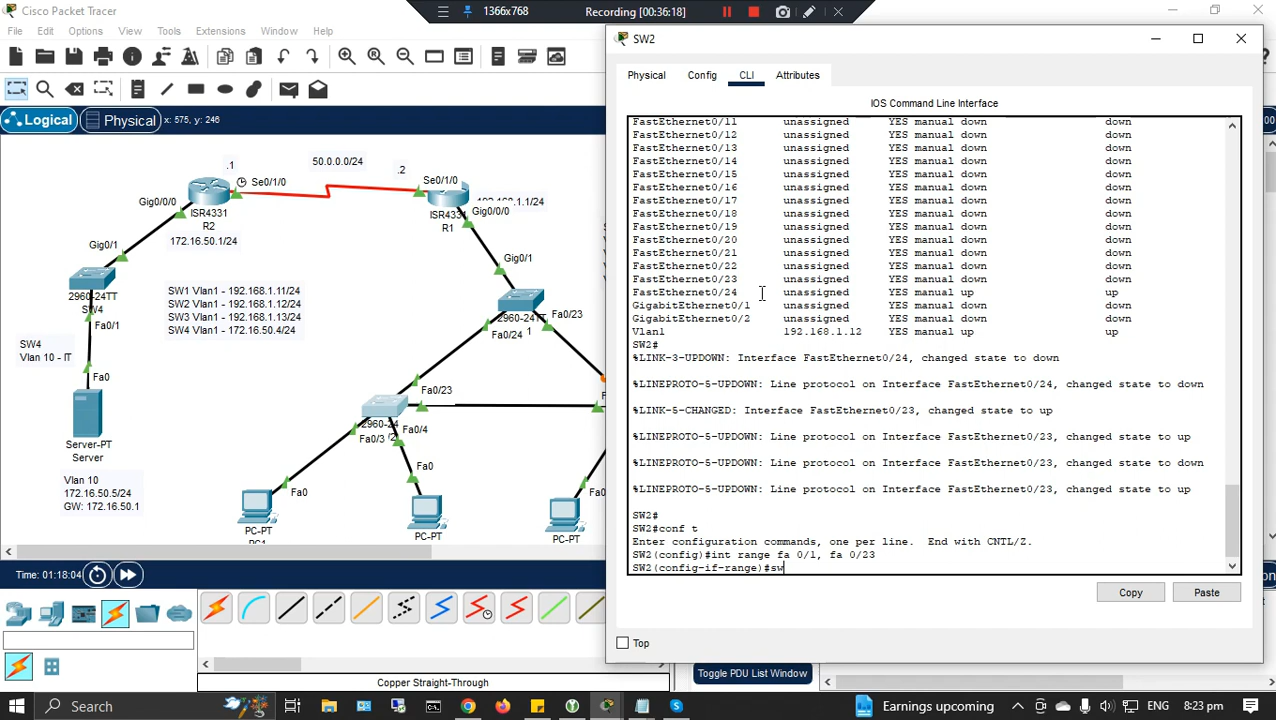 Cisco Packet Tracer
1366x768
Recording [00:36:18]
File Edit Options View Tools Extensions Window Help
Logical
Physical
x: 575, y: 246
.1
50.0.0.0/24
.2
Se0/1/0
Se0/1/0
Gig0/0/0
ISR4331
R2
172.16.50.1/24
ISR4331
R1
Gig0/0/0
Gig0/1
Gig0/1
2960-24TT
SW4
Fa0/1
SW1 Vlan1 - 192.168.1.11/24
SW2 Vlan1 - 192.168.1.12/24
SW3 Vlan1 - 192.168.1.13/24
SW4 Vlan1 - 172.16.50.4/24
Fa0/23
Fa0/24
SW4
Vlan 10 - IT
Fa0
Fa0/23
Fa0/3
Fa0/4
Server-PT
Server
Fa0
Fa0
Fa0
Vlan 10
172.16.50.5/24
GW: 172.16.50.1
PC-PT
PC1
PC-PT
PC-PT
Time: 01:18:04
Copper Straight-Through
SW2
Physical
Config
CLI
Attributes
IOS Command Line Interface
FastEthernet0/11 unassigned YES manual down down
FastEthernet0/12 unassigned YES manual down down
FastEthernet0/13 unassigned YES manual down down
FastEthernet0/14 unassigned YES manual down down
FastEthernet0/15 unassigned YES manual down down
FastEthernet0/16 unassigned YES manual down down
FastEthernet0/17 unassigned YES manual down down
FastEthernet0/18 unassigned YES manual down down
FastEthernet0/19 unassigned YES manual down down
FastEthernet0/20 unassigned YES manual down down
FastEthernet0/21 unassigned YES manual down down
FastEthernet0/22 unassigned YES manual down down
FastEthernet0/23 unassigned YES manual down down
FastEthernet0/24 unassigned YES manual up up
GigabitEthernet0/1 unassigned YES manual down down
GigabitEthernet0/2 unassigned YES manual down down
Vlan1 192.168.1.12 YES manual up up
SW2#
%LINK-3-UPDOWN: Interface FastEthernet0/24, changed state to down
%LINEPROTO-5-UPDOWN: Line protocol on Interface FastEthernet0/24, changed state to down
%LINK-5-CHANGED: Interface FastEthernet0/23, changed state to up
%LINEPROTO-5-UPDOWN: Line protocol on Interface FastEthernet0/23, changed state to up
%LINEPROTO-5-UPDOWN: Line protocol on Interface FastEthernet0/23, changed state to down
%LINEPROTO-5-UPDOWN: Line protocol on Interface FastEthernet0/23, changed state to up
SW2#
SW2#conf t
Enter configuration commands, one per line. End with CNTL/Z.
SW2(config)#int range fa 0/1, fa 0/23
SW2(config-if-range)#sw
Copy
Paste
Top
Toggle PDU List Window
Search
Earnings upcoming
ENG
8:23 pm